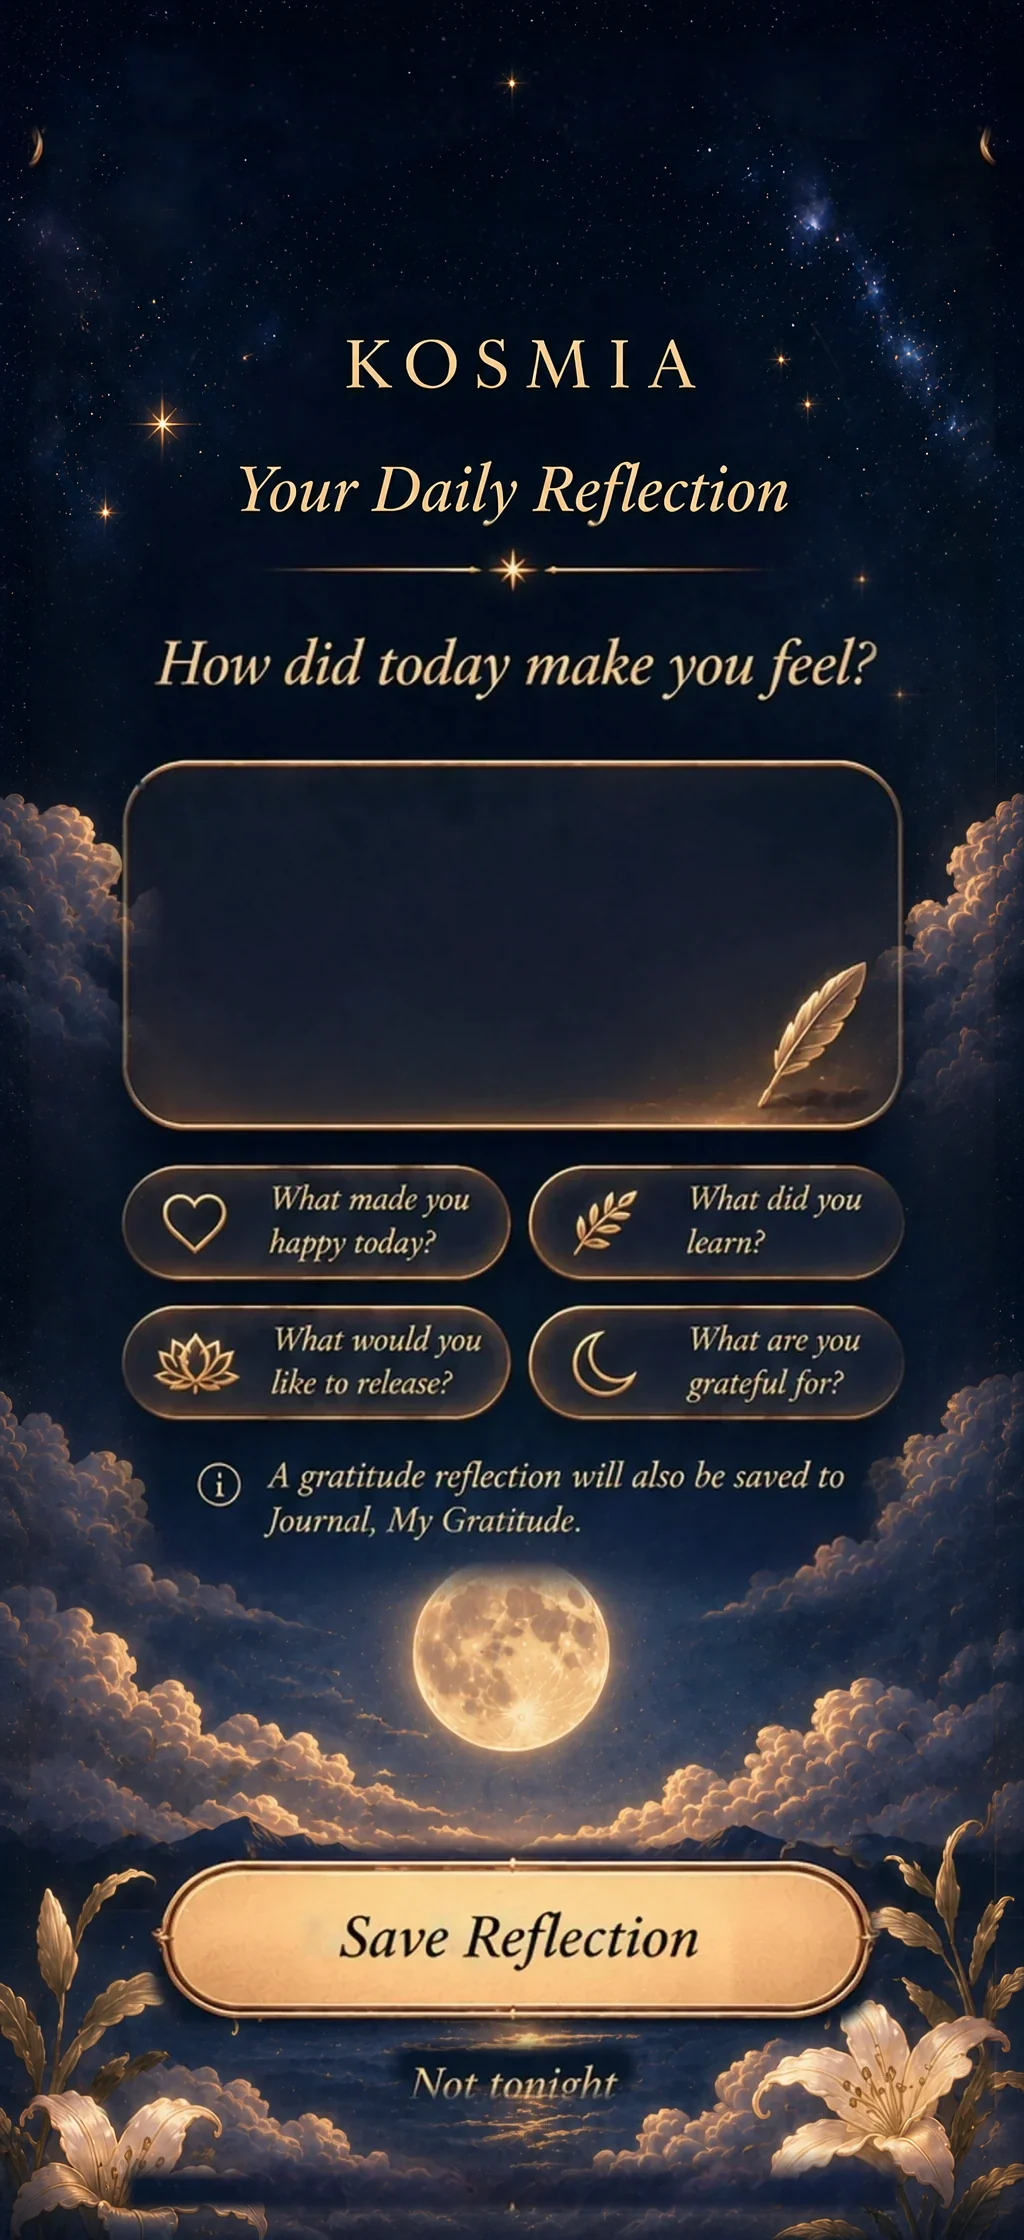 KOSMIA
Your Daily Reflection
How did today make you feel?
What made you
happy today?
What did you
learn?
What would you
like to release?
What are you
grateful for?
A gratitude reflection will also be saved to
Journal, My Gratitude.
Save Reflection
Not tonight